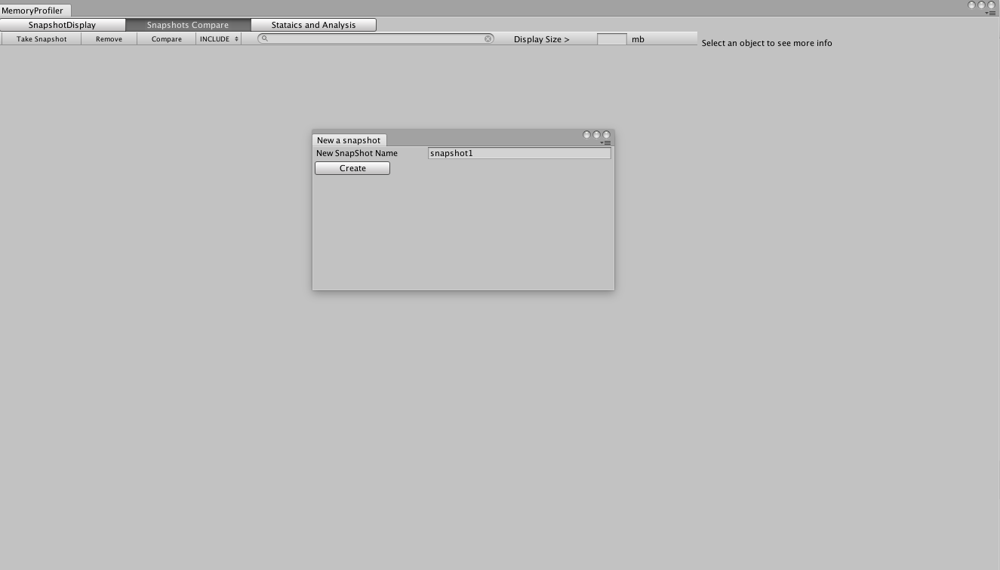 MemoryProfiler
SnapshotDisplay Snapshots Compare Stataics and Analysis
Take Snapshot Remove Compare INCLUDE Display Size > mb
Select an object to see more info
New a snapshot
New SnapShot Name snapshot1
Create